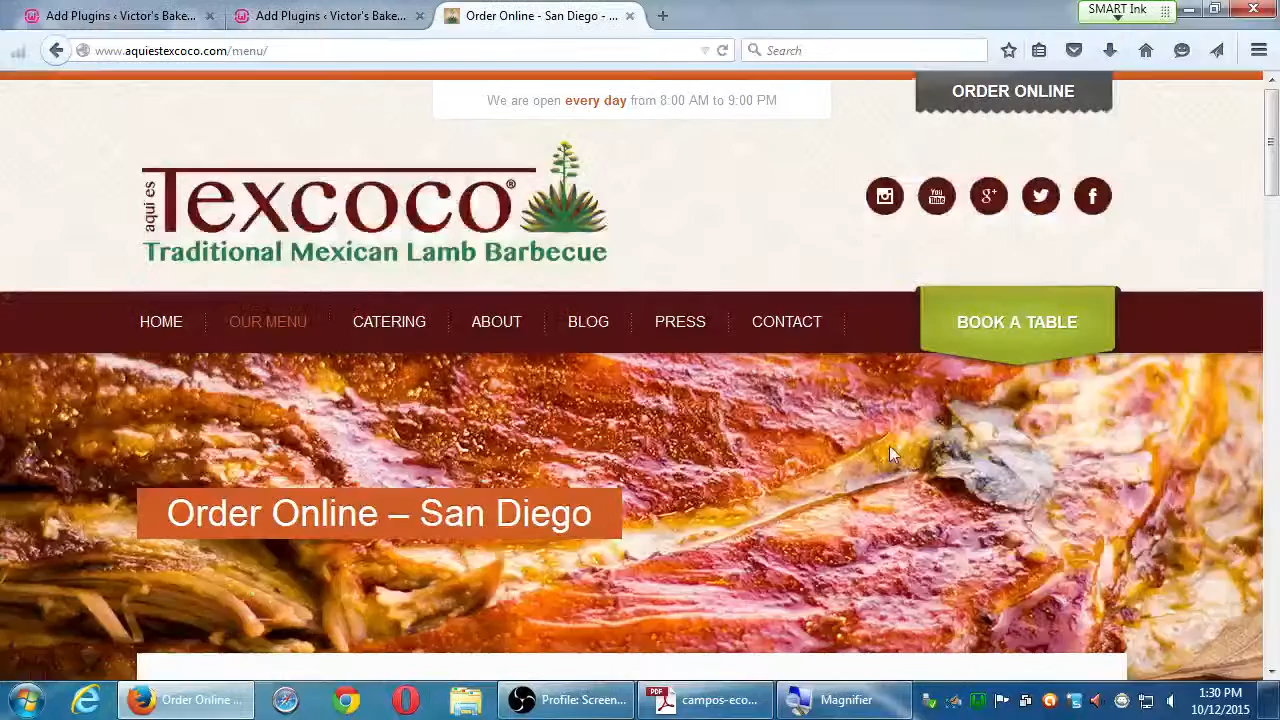 Add Plugins ‹ Victor's Bake...
Add Plugins ‹ Victor's Bake...
Order Online - San Diego - ...
SMART Ink
www.aquiestexcoco.com/menu/
Search
We are open every day from 8:00 AM to 9:00 PM
ORDER ONLINE
aqui es Texcoco®
Traditional Mexican Lamb Barbecue
You Tube
g+
HOME
OUR MENU
CATERING
ABOUT
BLOG
PRESS
CONTACT
BOOK A TABLE
Order Online – San Diego
Order Online ...
Profile: Screen...
PDF
campos-eco...
Magnifier
1:30 PM
10/12/2015